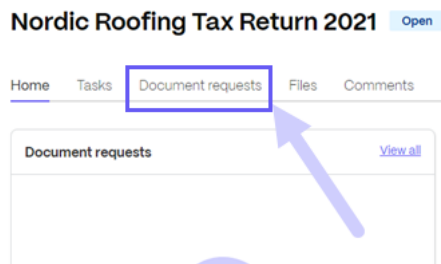 Nordic Roofing Tax Return 2021 Open
Home Tasks Document requests Files Comments
Document requests View all